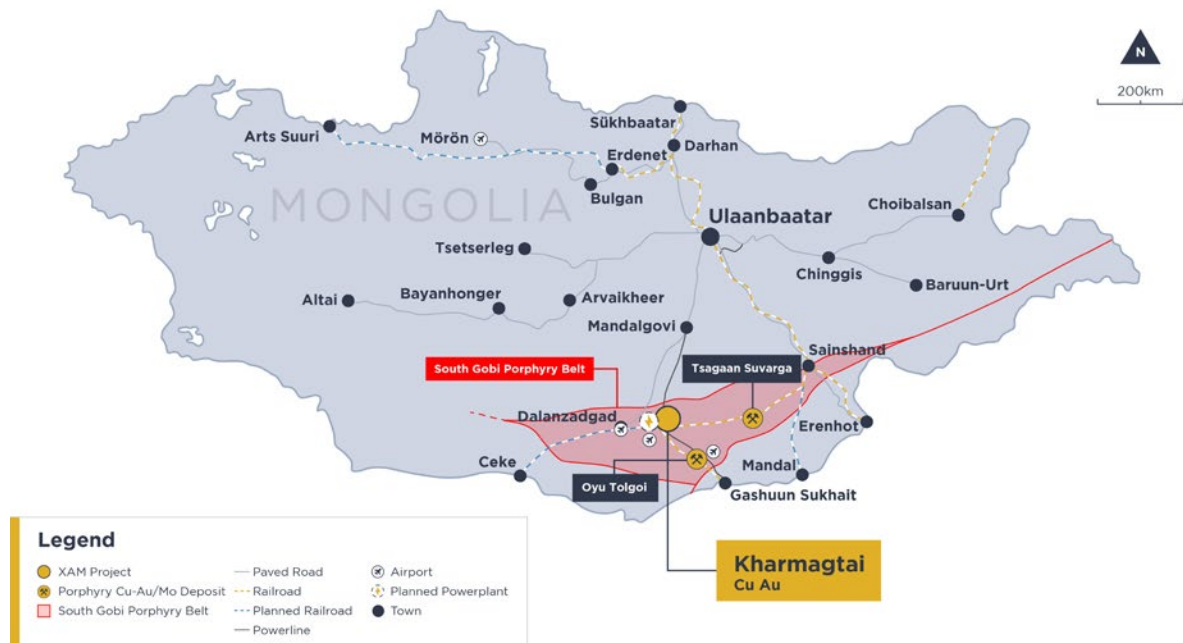 N
200km
Sükhbaatar
Arts Suuri
Mörön
Erdenet
Darhan
Bulgan
MONGOLIA
Choibalsan
Ulaanbaatar
Tsetserleg
Chinggis
Baruun-Urt
Altai
Bayanhonger
Arvaikheer
Mandalgovi
Sainshand
South Gobi Porphyry Belt
Tsagaan Suvarga
Dalanzadgad
Erenhot
Ceke
Mandal
Oyu Tolgoi
Gashuun Sukhait
Kharmagtai
Cu Au
Legend
XAM Project
Porphyry Cu-Au/Mo Deposit
South Gobi Porphyry Belt
Paved Road
Railroad
Planned Railroad
Powerline
Airport
Planned Powerplant
Town